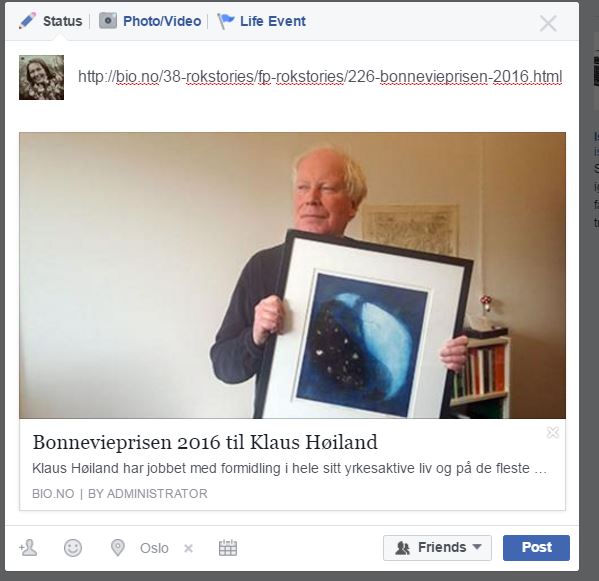 Status
Photo/Video
Life Event
http://bio.no/38-rokstories/fp-rokstories/226-bonnevieprisen-2016.html
Bonnevieprisen 2016 til Klaus Høiland
Klaus Høiland har jobbet med formidling i hele sitt yrkesaktive liv og på de fleste ...
BIO.NO | BY ADMINISTRATOR
Oslo
Friends
Post